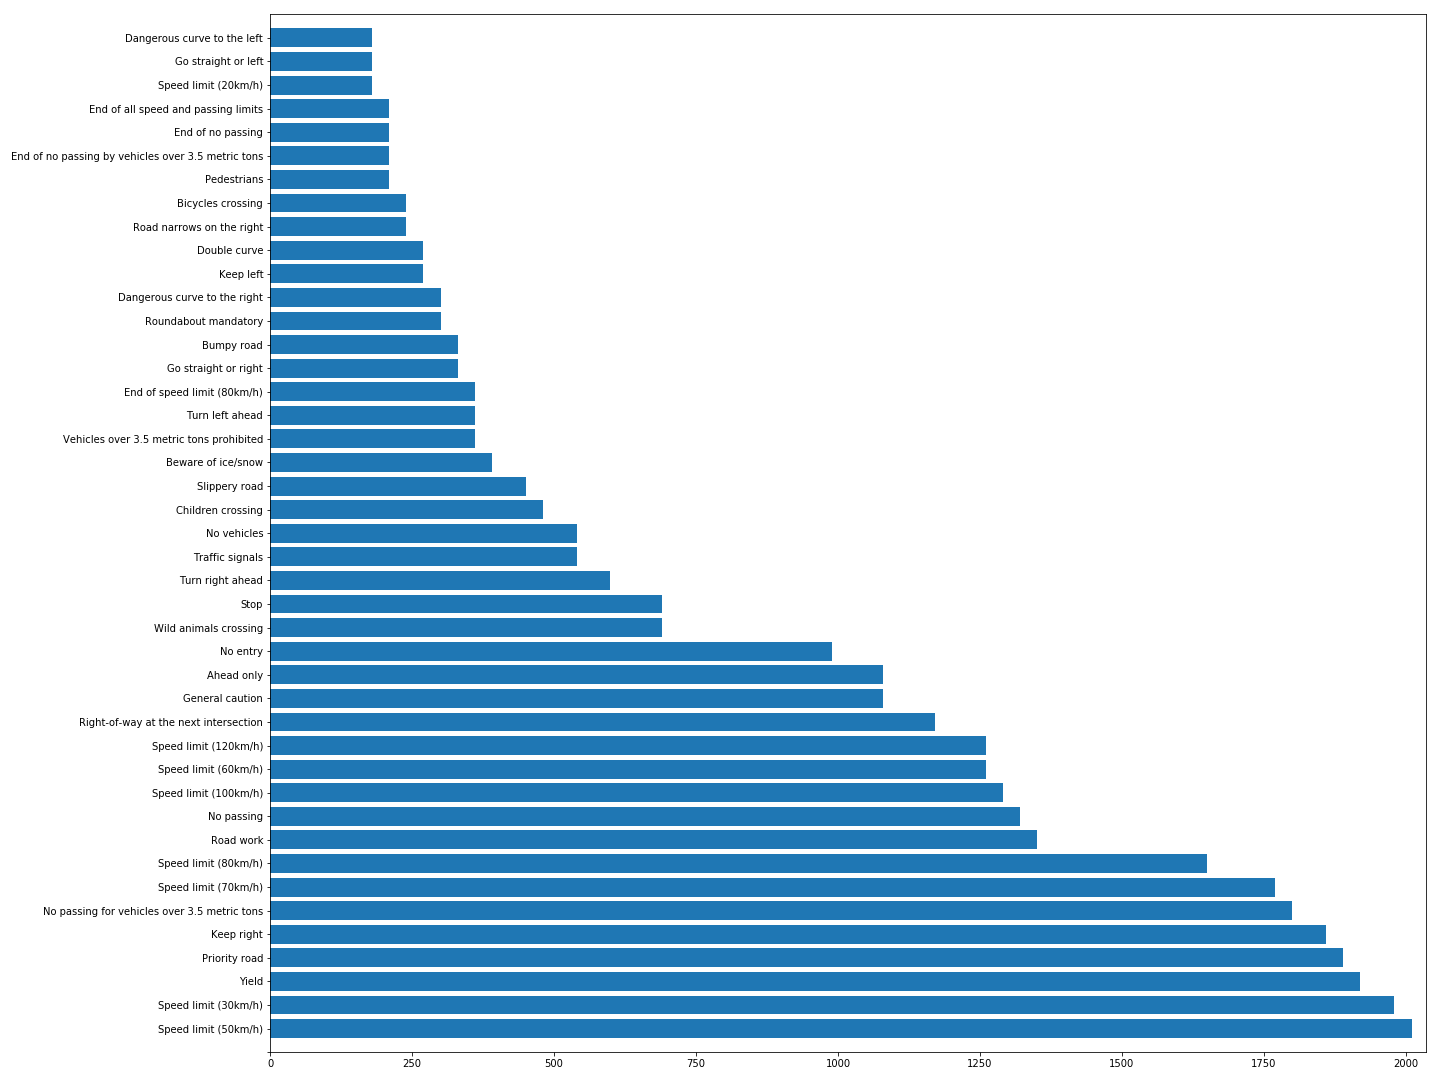 Dangerous curve to the left
Go straight or left
Speed limit (20km/h)
End of all speed and passing limits
End of no passing
End of no passing by vehicles over 3.5 metric tons
Pedestrians
Bicycles crossing
Road narrows on the right
Double curve
Keep left
Dangerous curve to the right
Roundabout mandatory
Bumpy road
Go straight or right
End of speed limit (80km/h)
Turn left ahead
Vehicles over 3.5 metric tons prohibited
Beware of ice/snow
Slippery road
Children crossing
No vehicles
Traffic signals
Turn right ahead
Stop
Wild animals crossing
No entry
Ahead only
General caution
Right-of-way at the next intersection
Speed limit (120km/h)
Speed limit (60km/h)
Speed limit (100km/h)
No passing
Road work
Speed limit (80km/h)
Speed limit (70km/h)
No passing for vehicles over 3.5 metric tons
Keep right
Priority road
Yield
Speed limit (30km/h)
Speed limit (50km/h)
0 250 500 750 1000 1250 1500 1750 2000